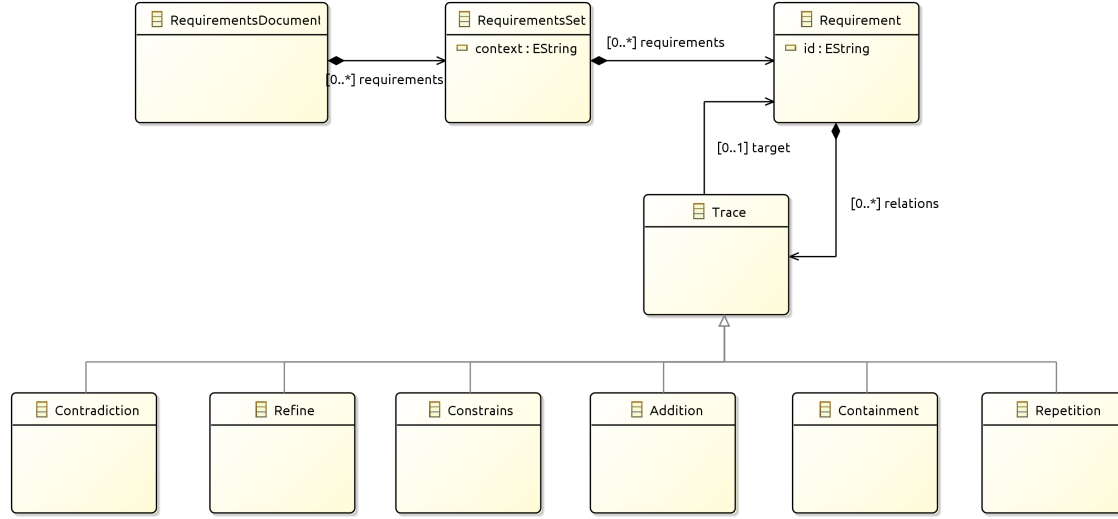 RequirementsDocument
RequirementsSet
Requirement
context : EString
[0..*] requirements
id : EString
[0..*] requirements
[0..1] target
[0..*] relations
Trace
Contradiction
Refine
Constrains
Addition
Containment
Repetition